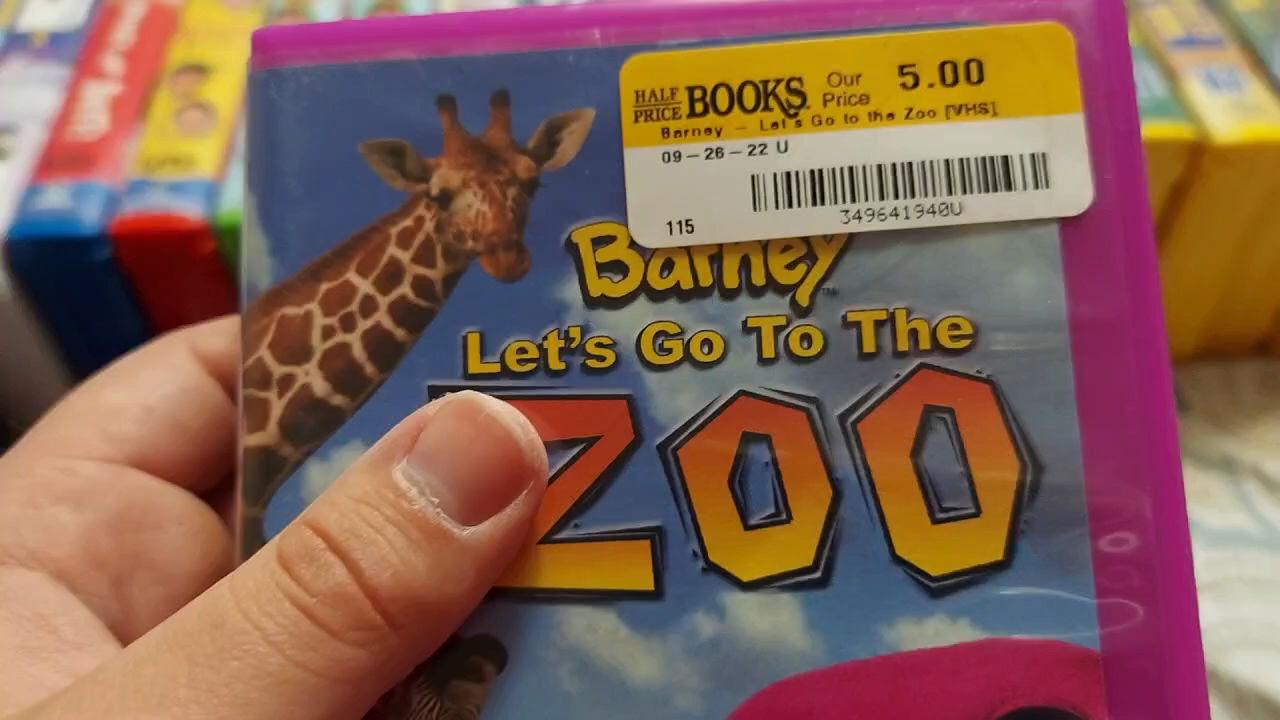 HALF PRICE BOOKS Our Price 5.00
Barney – Let's Go to the Zoo [VHS]
09-26-22 U
349641940U
115
Barney™
Let's Go To The
ZOO